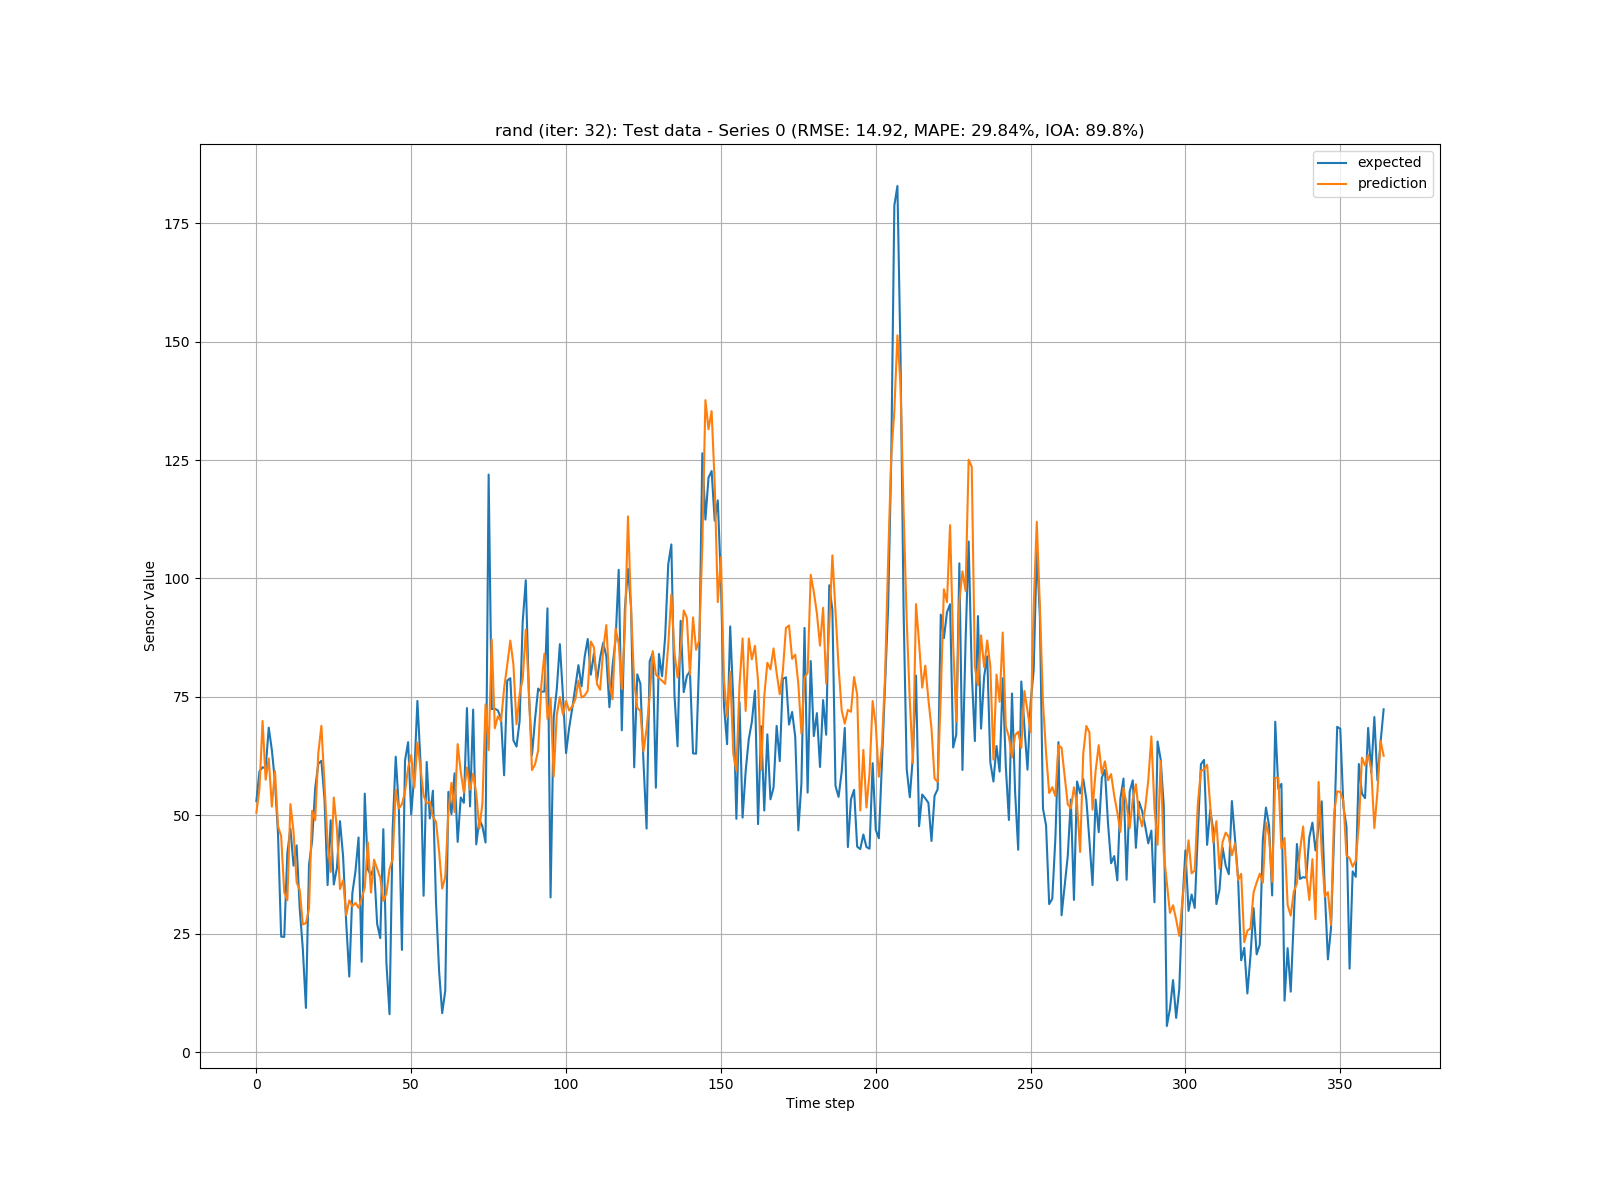 rand (iter: 32): Test data - Series 0 (RMSE: 14.92, MAPE: 29.84%, IOA: 89.8%)
expected
prediction
175
150
125
100
75
50
25
0
Sensor Value
0 50 100 150 200 250 300 350
Time step